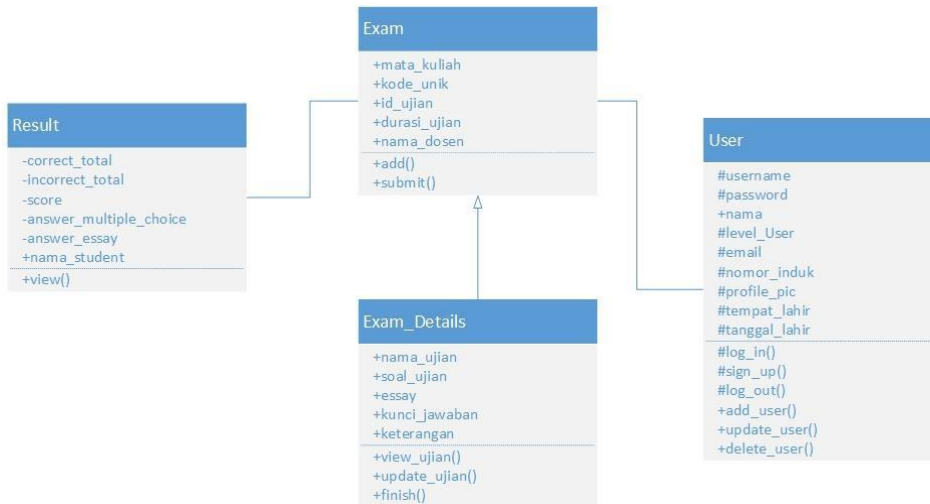 Exam
+mata_kuliah
+kode_unik
+id_ujian
+durasi_ujian
+nama_dosen
+add()
+submit()
Result
-correct_total
-incorrect_total
-score
-answer_multiple_choice
-answer_essay
+nama_student
+view()
User
#username
#password
+nama
#level_User
#email
#nomor_induk
#profile_pic
#tempat_lahir
#tanggal_lahir
#log_in()
#sign_up()
#log_out()
+add_user()
+update_user()
+delete_user()
Exam_Details
+nama_ujian
+soal_ujian
+essay
+kunci_jawaban
+keterangan
+view_ujian()
+update_ujian()
+finish()